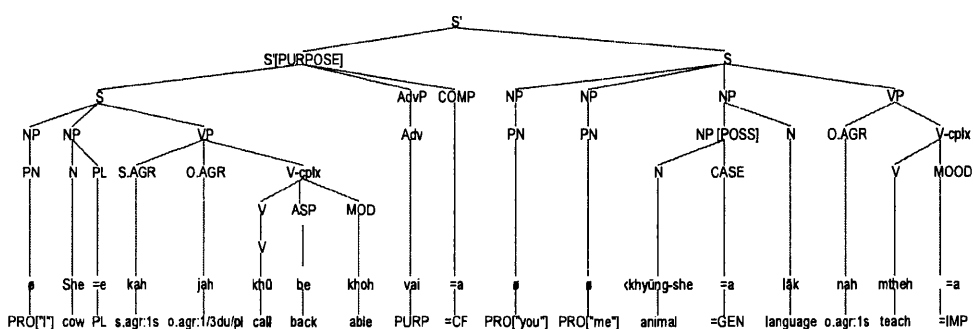 S'
S'[PURPOSE] S
S AdvP COMP NP NP NP VP
NP NP VP Adv PN PN NP [POSS] N O.AGR V-cplx
PN N PL S.AGR O.AGR V-cplx N CASE V MOOD
V ASP MOD
V
ø She =e kah jah khü be khoh vai =a ø ø khyüng-she =a läk nah mtheh =a
PRO["I"] cow PL s.agr:1s o.agr:1/3du/pl call back able PURP =CF PRO["you"] PRO["me"] animal =GEN language o.agr:1s teach =IMP